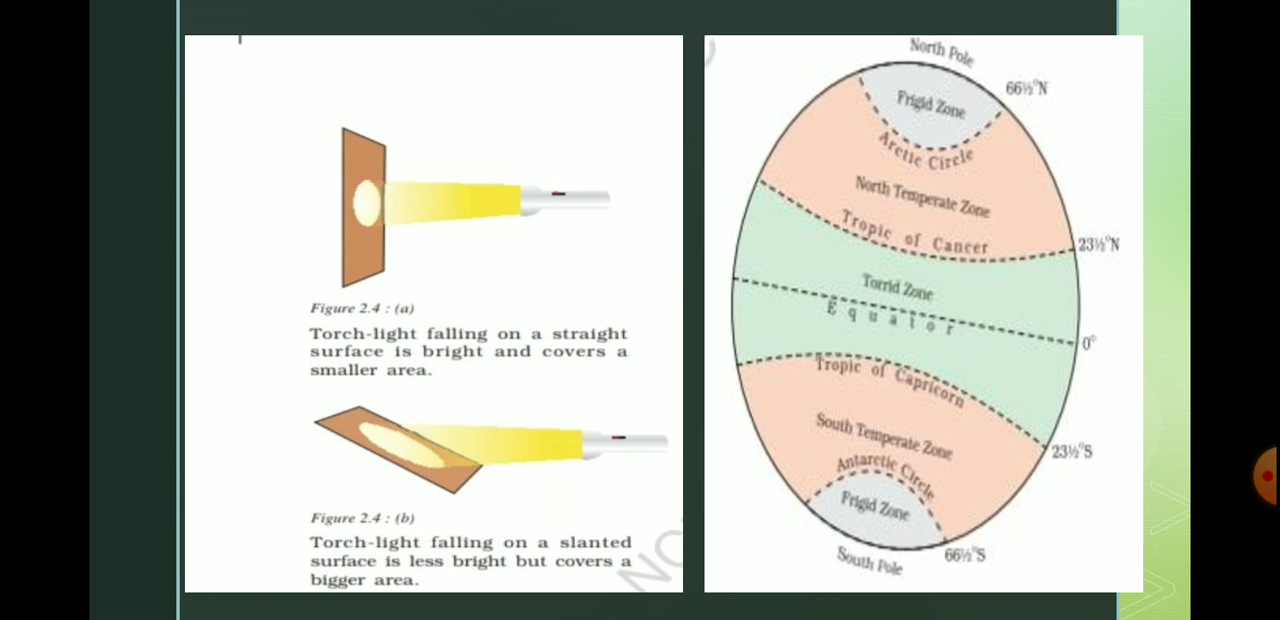 Figure 2.4 : (a)
Torch-light falling on a straight
surface is bright and covers a
smaller area.
Figure 2.4 : (b)
Torch-light falling on a slanted
surface is less bright but covers a
bigger area.
NC
North Pole
66½°N
Frigid Zone
Arctic Circle
North Temperate Zone
Tropic of Cancer
23½°N
Torrid Zone
Equator
0°
Tropic of Capricorn
23½°S
South Temperate Zone
Antarctic Circle
Frigid Zone
66½°S
South Pole